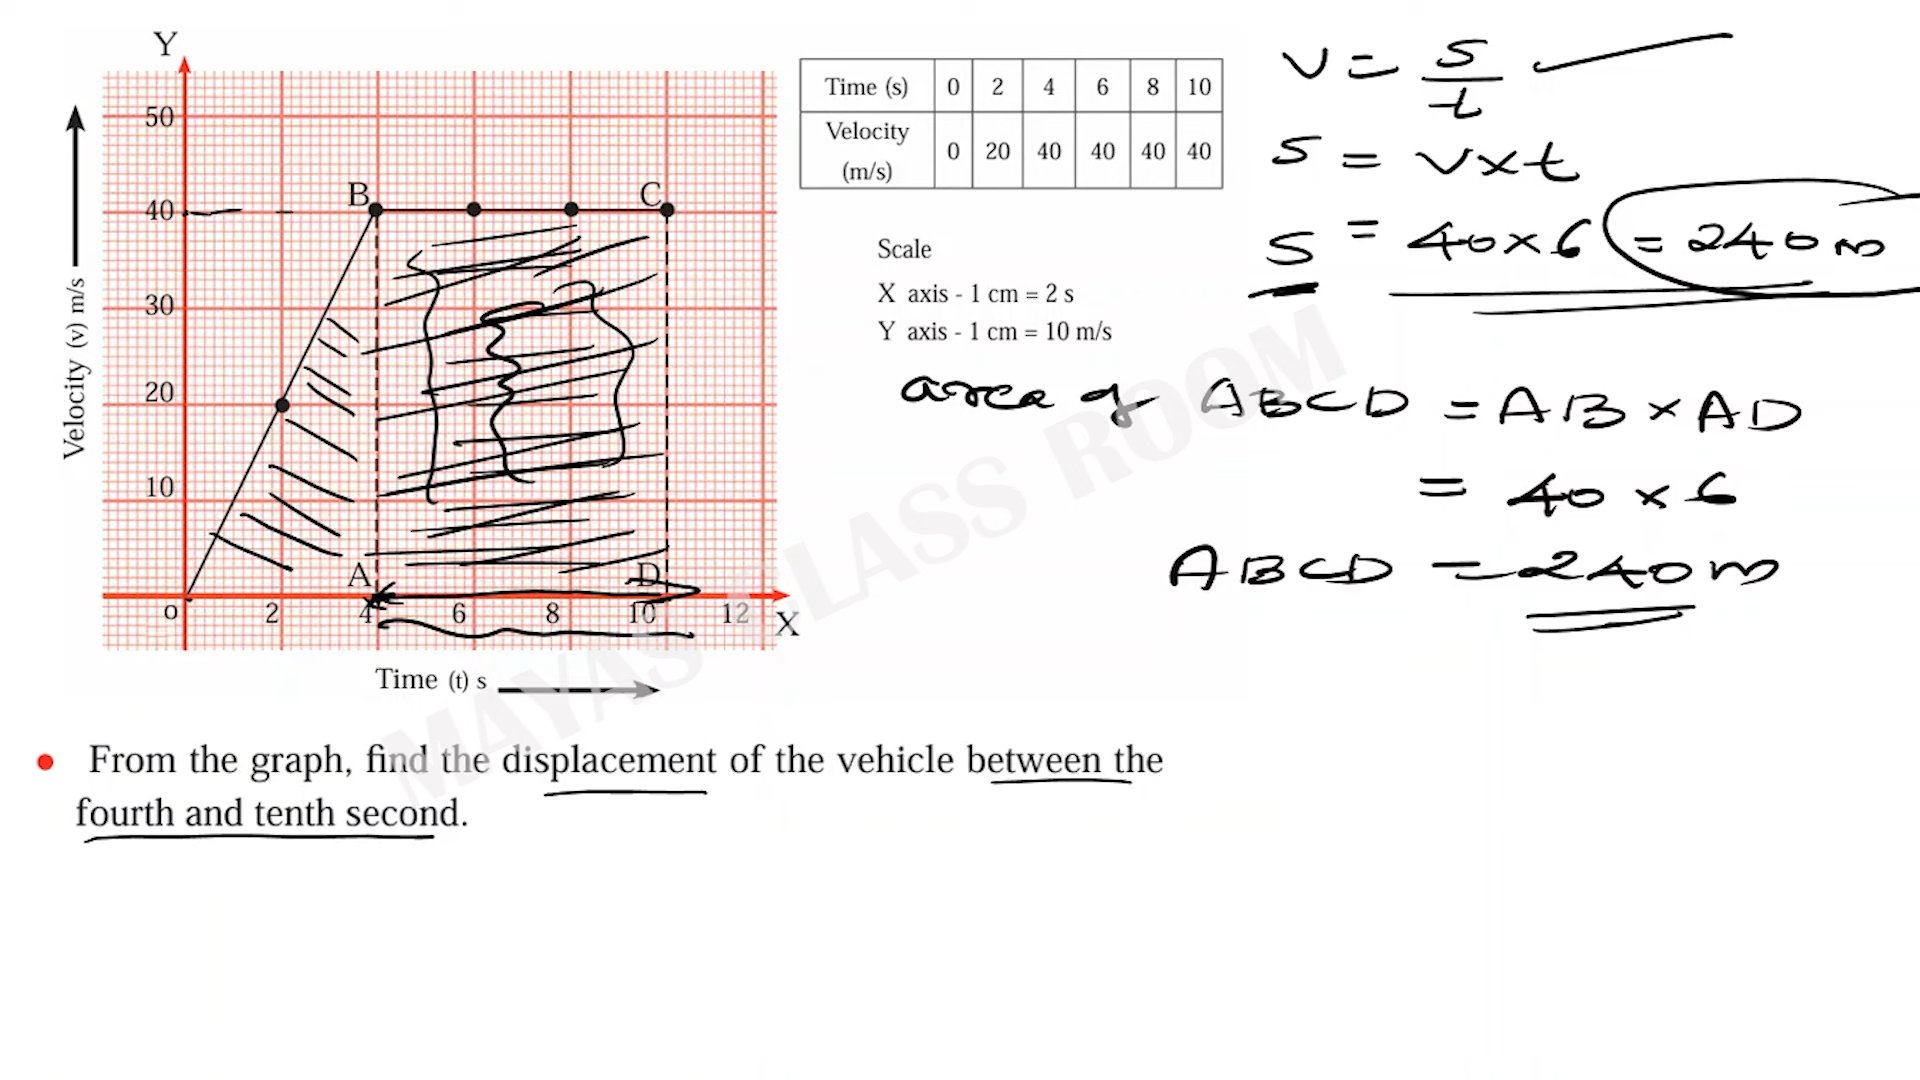 Y
50
40
30
20
10
B
C
A
D
0
2
4
6
8
10
12
X
Velocity (v) m/s
Time (t) s
Time (s) 0 2 4 6 8 10
Velocity (m/s) 0 20 40 40 40 40
Scale
X axis - 1 cm = 2 s
Y axis - 1 cm = 10 m/s
v = s/t
s = v×t
s = 40×6 = 240m
area of ABCD = AB × AD
= 40 × 6
ABCD = 240m
MAYAS CLASS ROOM
• From the graph, find the displacement of the vehicle between the
fourth and tenth second.